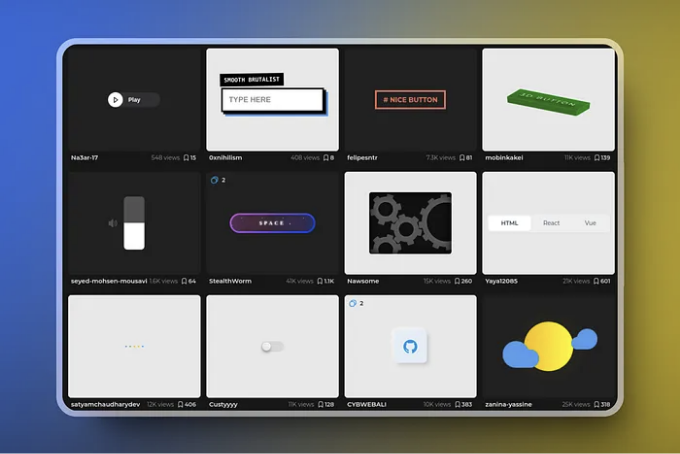 Play
SMOOTH BRUTALIST
TYPE HERE
# NICE BUTTON
3D BUTTON
Na3ar-17 548 views 15
0xnihilism 408 views 8
felipesntr 7.3K views 81
mobinkakei 11K views 139
2
SPACE
HTML React Vue
seyed-mohsen-mousavi 1.6K views 64
StealthWorm 41K views 1.1K
Nawsome 15K views 260
Yaya12085 21K views 601
2
satyamchaudharydev 12K views 406
Custyyyy 11K views 128
CYBWEBALI 10K views 383
zanina-yassine 25K views 318